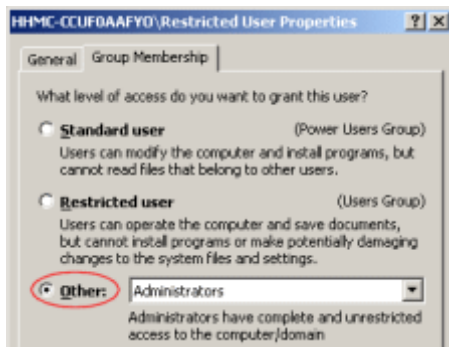 HHMC-CCUF0AAFYO\Restricted User Properties
General Group Membership
What level of access do you want to grant this user?
Standard user (Power Users Group)
Users can modify the computer and install programs, but
cannot read files that belong to other users.
Restricted user (Users Group)
Users can operate the computer and save documents,
but cannot install programs or make potentially damaging
changes to the system files and settings.
Other: Administrators
Administrators have complete and unrestricted
access to the computer/domain